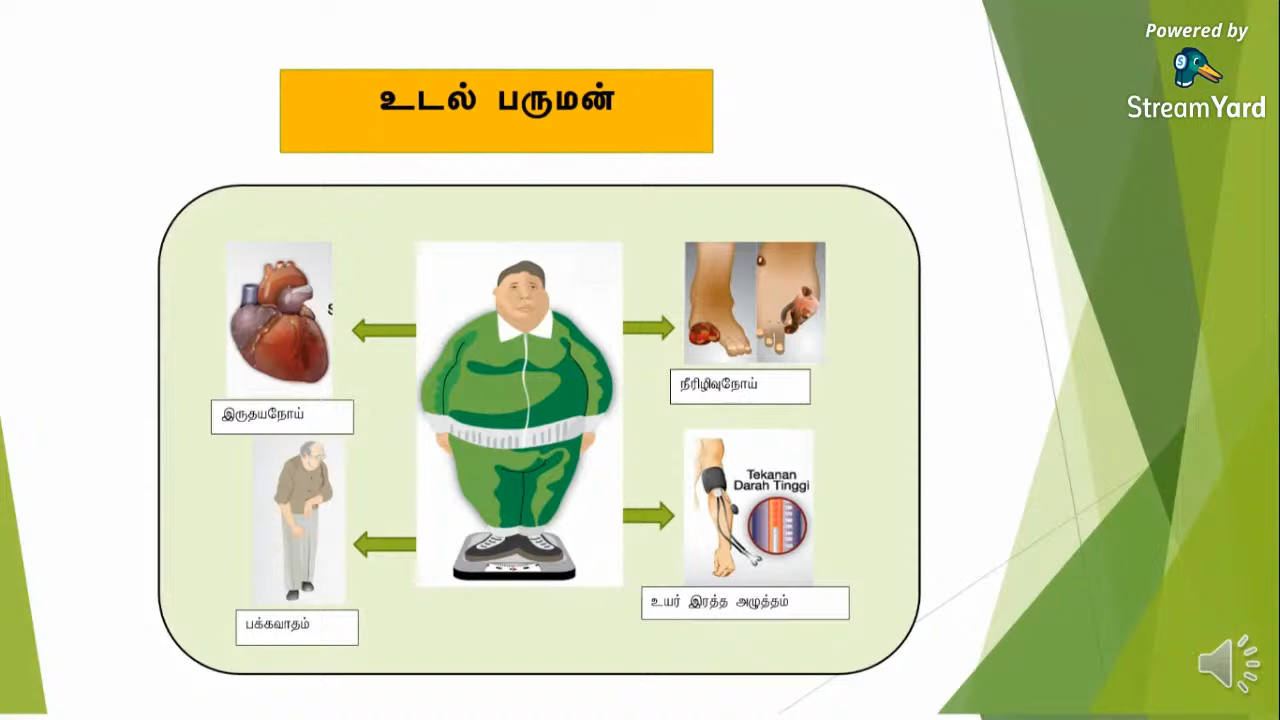 Powered by
StreamYard
உடல் பருமன்
S
இருதயநோய்
நீரிழிவுநோய்
Tekanan
Darah Tinggi
பக்கவாதம்
உயர் இரத்த அழுத்தம்